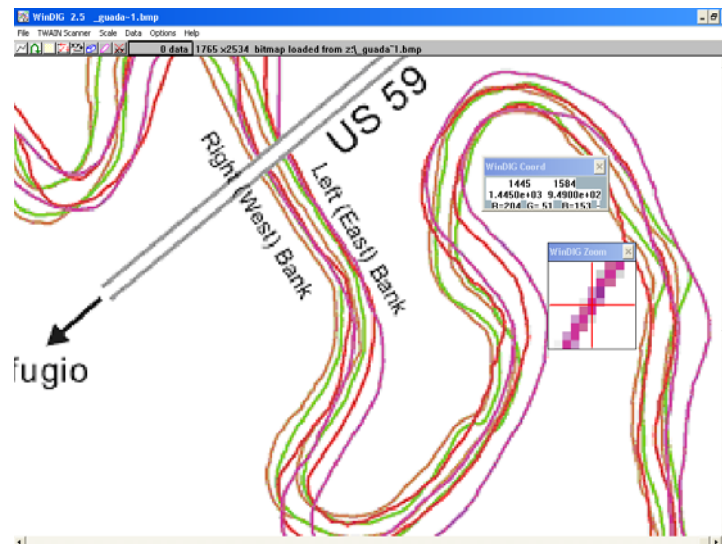 WinDIG 2.5 _guada~1.bmp
File TWAIN Scanner Scale Data Options Help
0 data 1765 x2534 bitmap loaded from z:\_guada~1.bmp
US 59
Right (West) Bank
Left (East) Bank
WinDIG Coord
1445 1584
1.4450e+03 9.4900e+02
R=204 G= 51 B=153
WinDIG Zoom
fugio